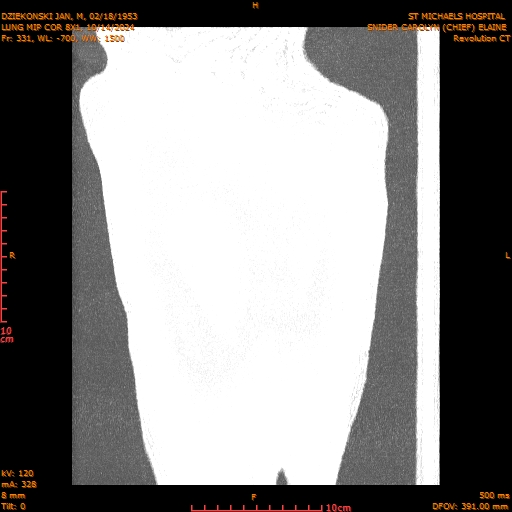 H
DZIEKONSKI JAN, M, 02/18/1953
ST MICHAELS HOSPITAL
LUNG MIP COR 8X1, 10/14/2024
SNIDER CAROLYN (CHIEF) ELAINE
Fr: 331, WL: -700, WW: 1500
Revolution CT
R
L
10
cm
kV: 120
mA: 328
8 mm
F
500 ms
Tilt: 0
10cm
DFOV: 391.00 mm